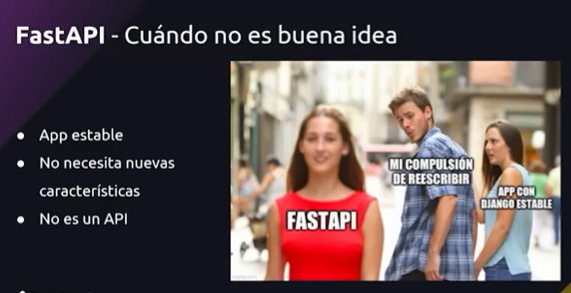 FastAPI - Cuándo no es buena idea
● App estable
● No necesita nuevas
características
● No es un API
FASTAPI
MI COMPULSIÓN
DE REESCRIBIR
APP CON
DJANGO ESTABLE